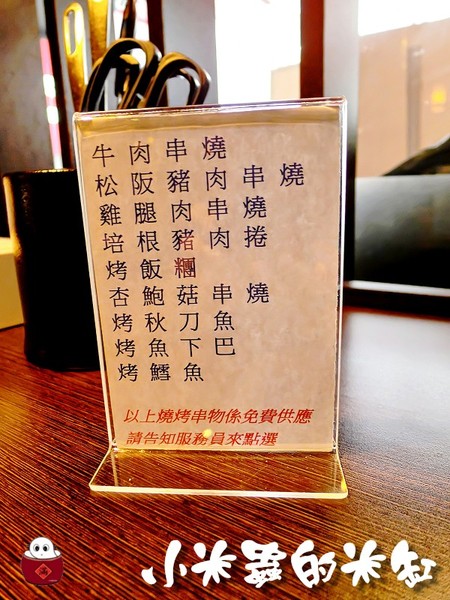 牛肉串燒
松阪豬肉串燒
雞腿肉串燒
培根豬肉捲
烤飯糰
杏鮑菇串燒
烤秋刀魚
烤魚下巴
烤鱈魚
以上燒烤串物係免費供應
請告知服務員來點選
小米蟲的米缸